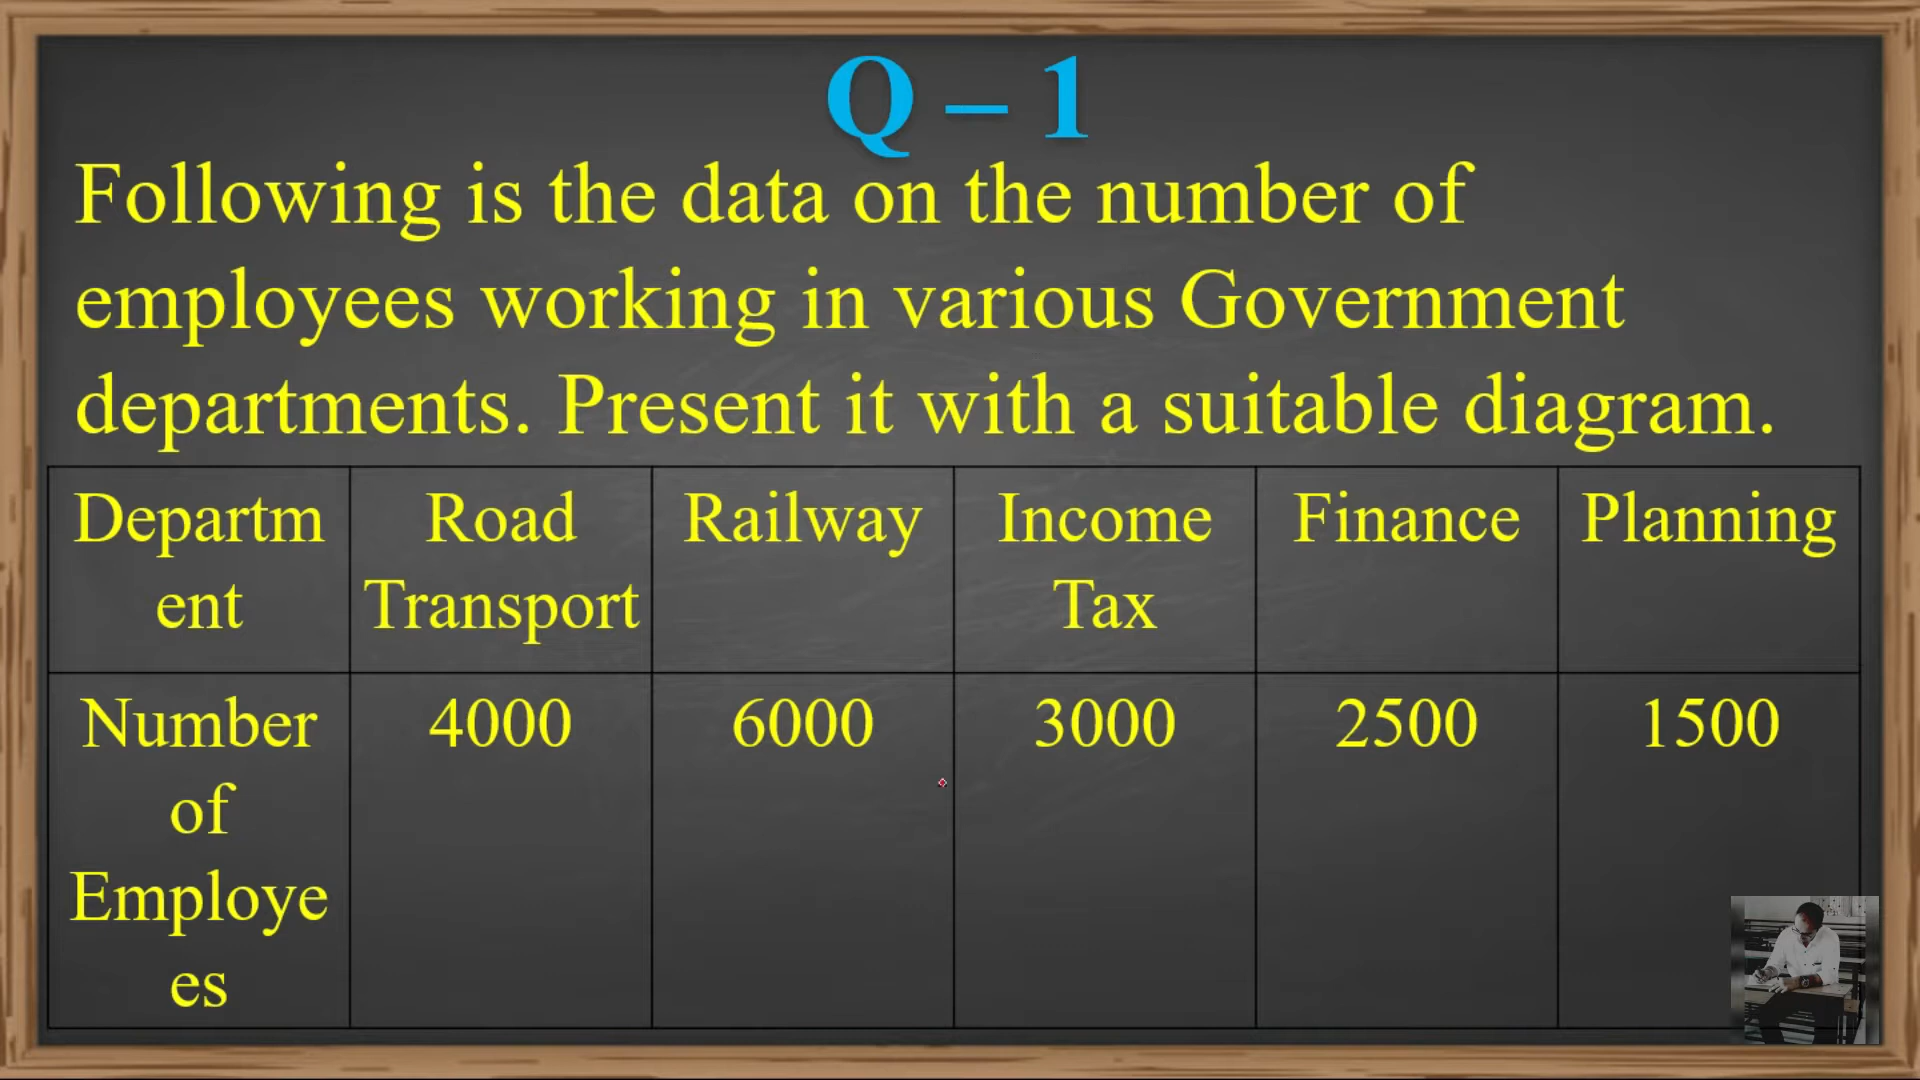 Q – 1
Following is the data on the number of
employees working in various Government
departments. Present it with a suitable diagram.
Departm
ent
Road
Transport
Railway
Income
Tax
Finance
Planning
Number
of
Employe
es
4000
6000
3000
2500
1500